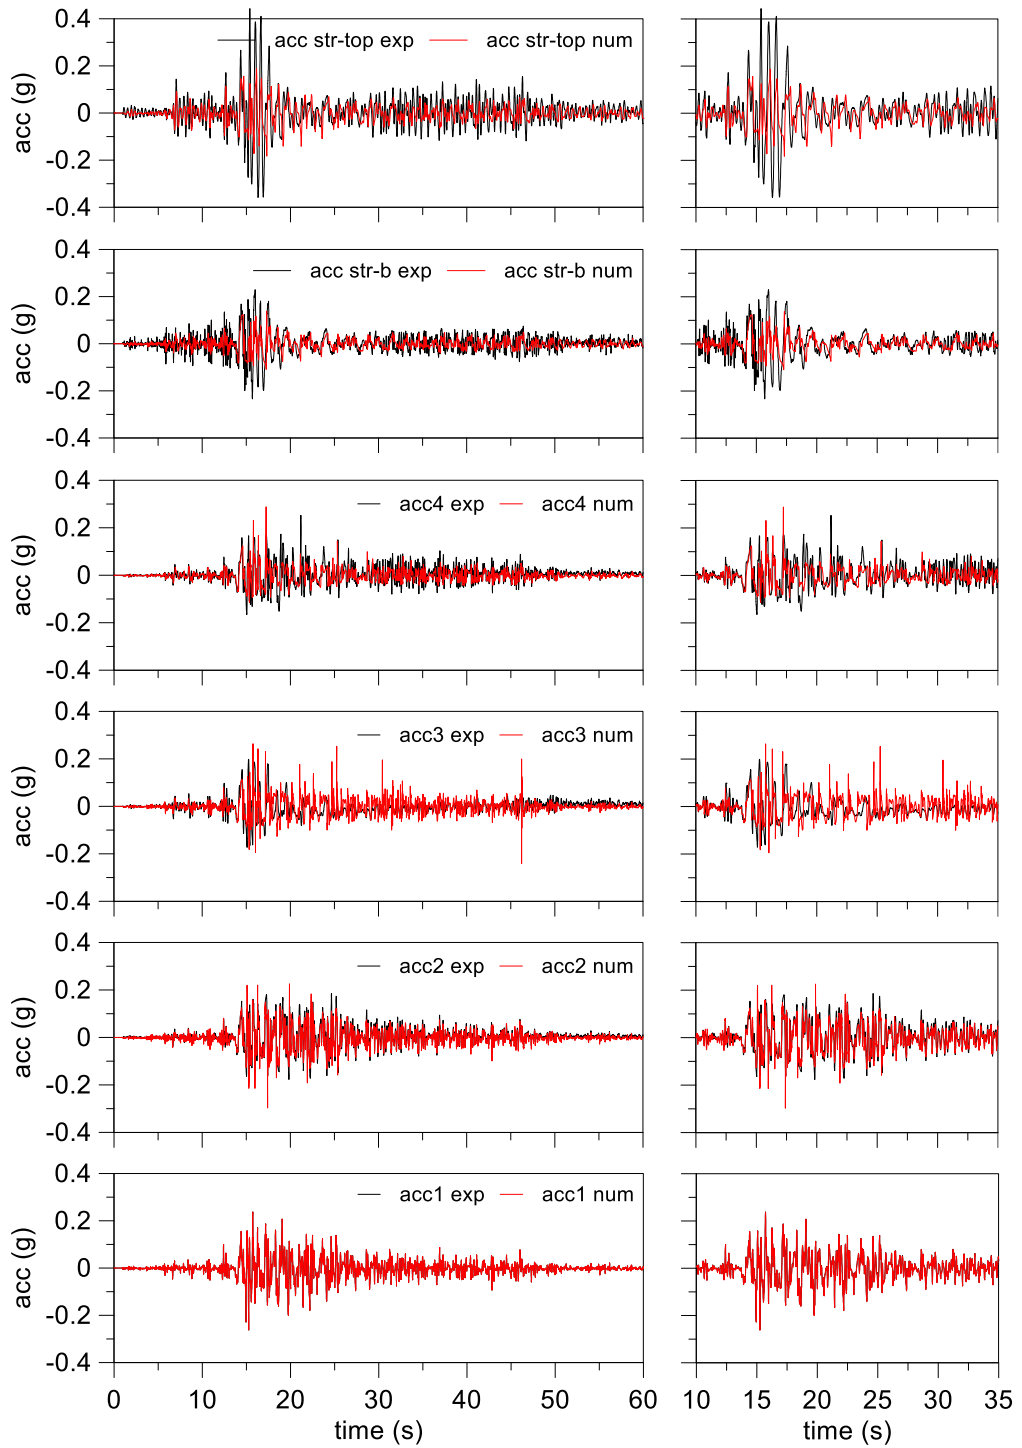 0.4
0.2
0
-0.2
-0.4
acc (g)
acc str-top exp acc str-top num
0.4
0.2
0
-0.2
-0.4
acc (g)
acc str-b exp acc str-b num
0.4
0.2
0
-0.2
-0.4
acc (g)
acc4 exp acc4 num
0.4
0.2
0
-0.2
-0.4
acc (g)
acc3 exp acc3 num
0.4
0.2
0
-0.2
-0.4
acc (g)
acc2 exp acc2 num
0.4
0.2
0
-0.2
-0.4
acc (g)
acc1 exp acc1 num
0 10 20 30 40 50 60
time (s)
10 15 20 25 30 35
time (s)